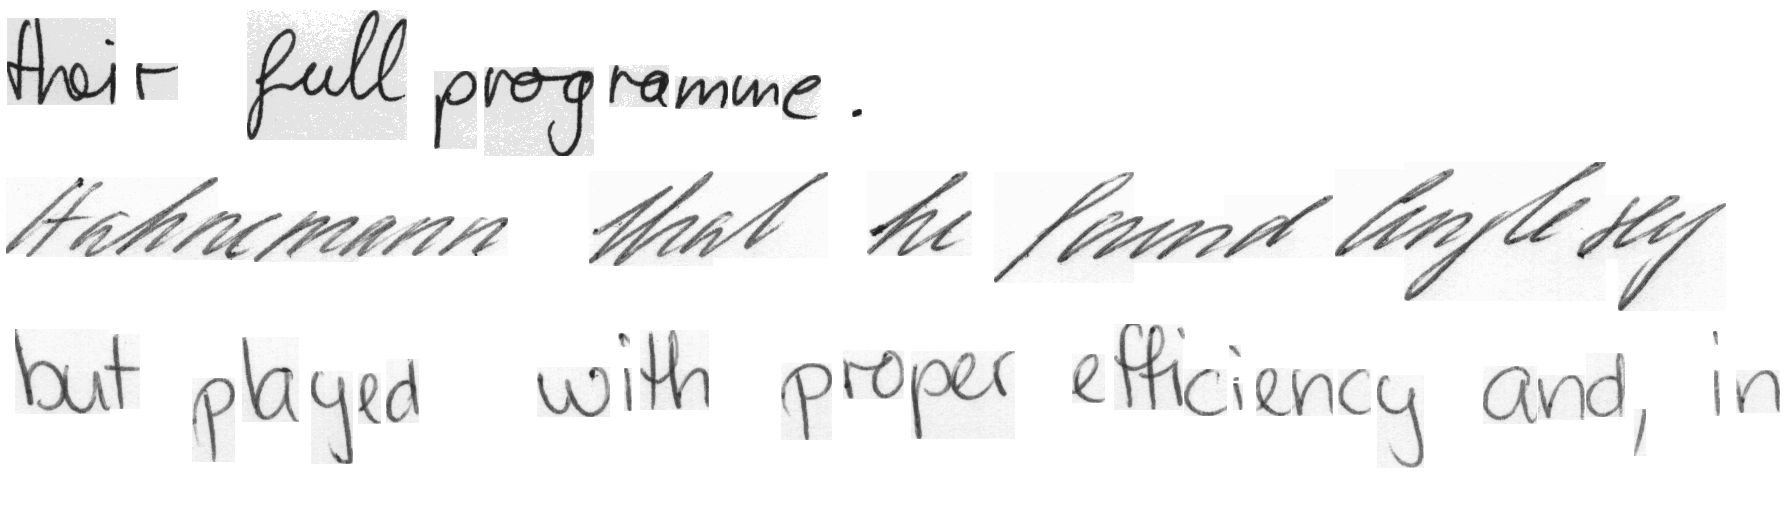 their full programme.
Hahnemann that he found Anglesey
but played with proper efficiency and, in